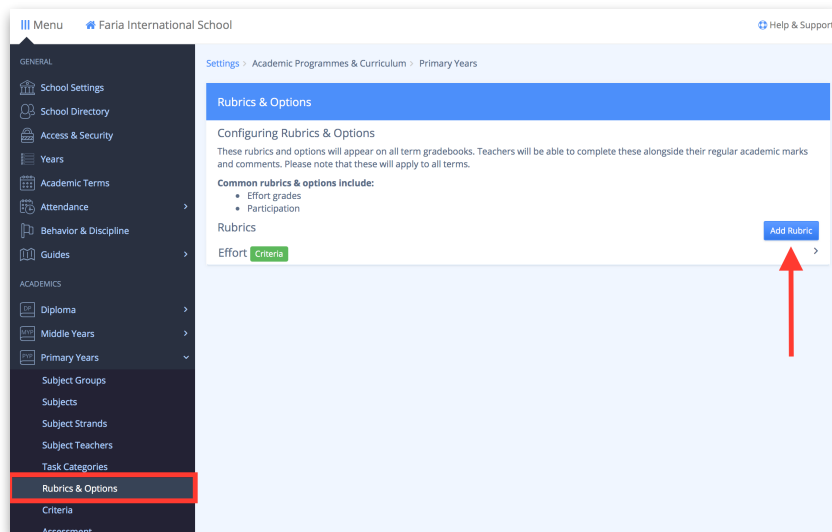 Menu Faria International School
Help & Support
GENERAL
School Settings
School Directory
Access & Security
Years
Academic Terms
Attendance
Behavior & Discipline
Guides
ACADEMICS
DP Diploma
MYP Middle Years
PYP Primary Years
Subject Groups
Subjects
Subject Strands
Subject Teachers
Task Categories
Rubrics & Options
Criteria
Assessment
Settings > Academic Programmes & Curriculum > Primary Years
Rubrics & Options
Configuring Rubrics & Options
These rubrics and options will appear on all term gradebooks. Teachers will be able to complete these alongside their regular academic marks
and comments. Please note that these will apply to all terms.
Common rubrics & options include:
• Effort grades
• Participation
Rubrics
Add Rubric
Effort Criteria